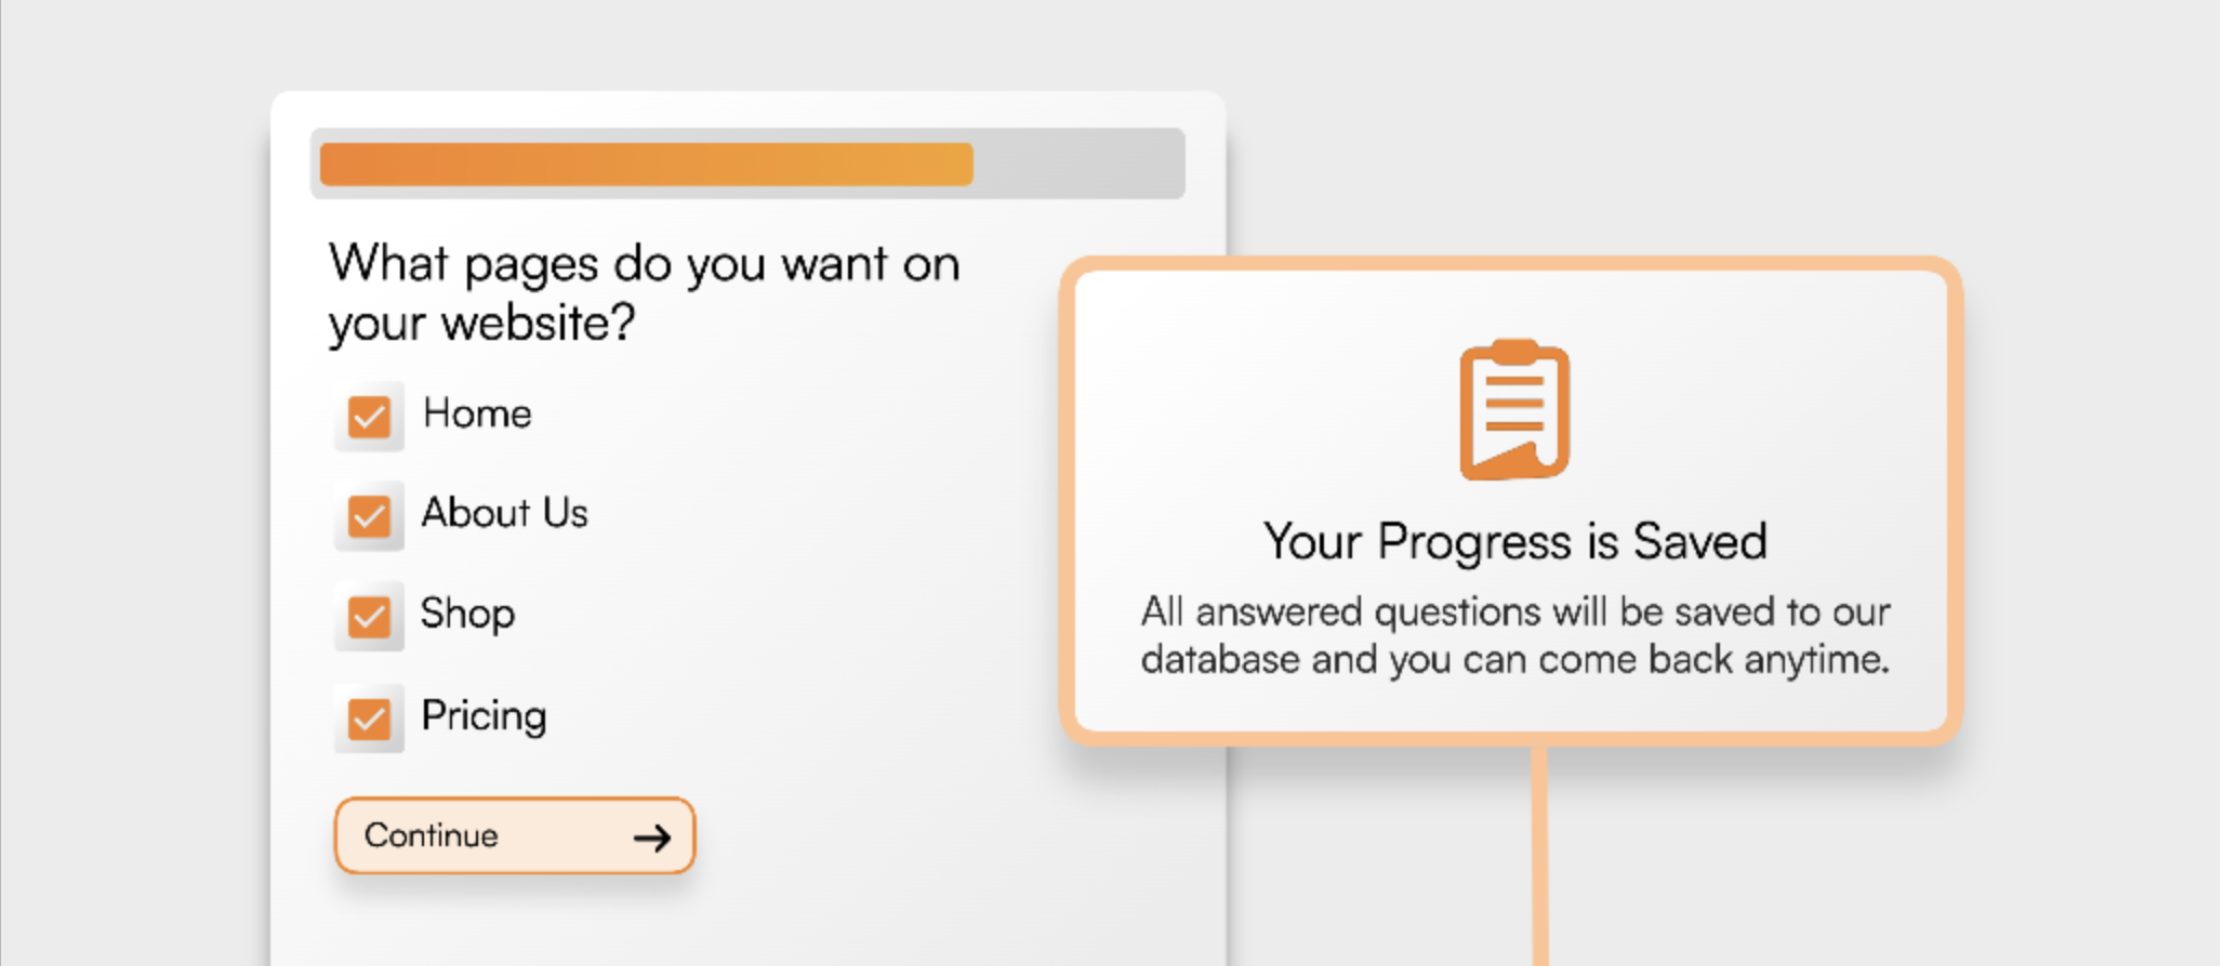 What pages do you want on
your website?
Home
About Us
Shop
Pricing
Continue
Your Progress is Saved
All answered questions will be saved to our
database and you can come back anytime.